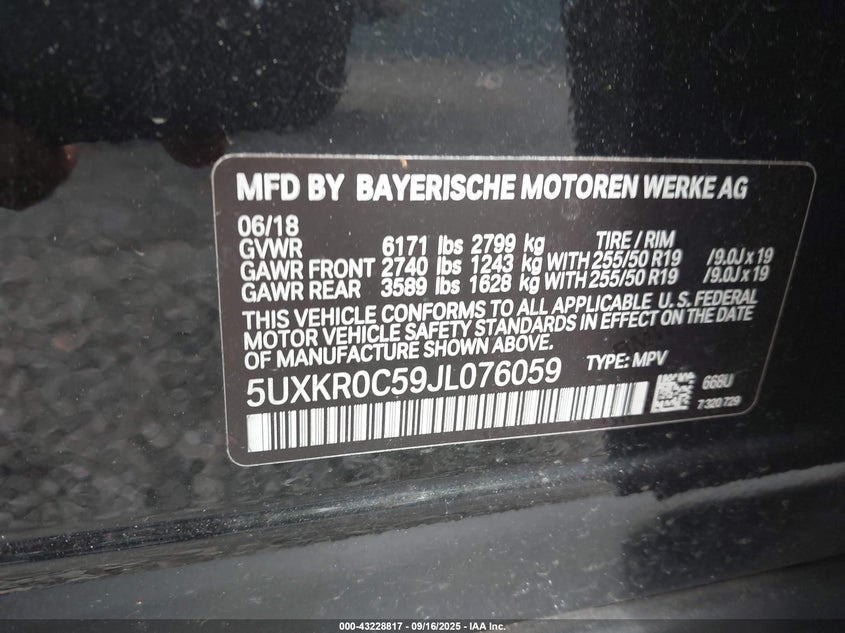 MFD BY BAYERISCHE MOTOREN WERKE AG
06/18
GVWR 6171 lbs 2799 kg TIRE / RIM
GAWR FRONT 2740 lbs 1243 kg WITH 255/50 R19 /9.0J x 19
GAWR REAR 3589 lbs 1628 kg WITH 255/50 R19 /9.0J x 19
THIS VEHICLE CONFORMS TO ALL APPLICABLE U.S. FEDERAL
MOTOR VEHICLE SAFETY STANDARDS IN EFFECT ON THE DATE
OF MANUFACTURE SHOWN ABOVE.
TYPE: MPV
5UXKR0C59JL076059
668U
7 320 729
000-43228817 - 09/16/2025 - IAA Inc.